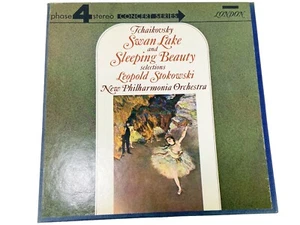 phase 4 stereo CONCERT SERIES
LONDON
Tchaikovsky
Swan Lake
and
Sleeping Beauty
selections
Leopold Stokowski
New Philharmonia Orchestra